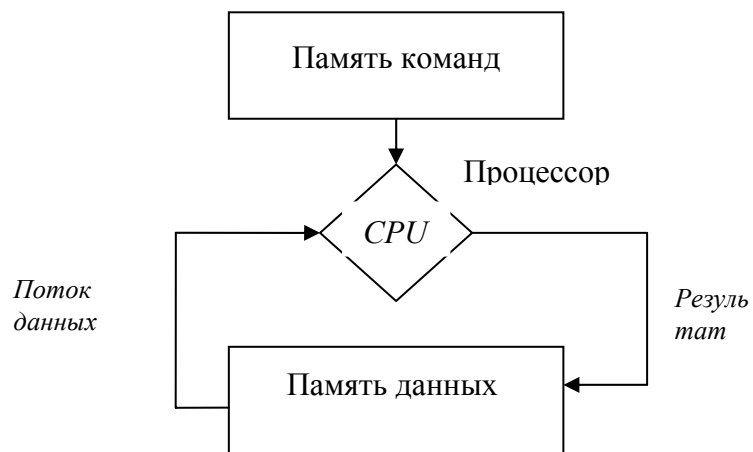 Память команд
Процессор
CPU
Поток
данных
Резуль
тат
Память данных